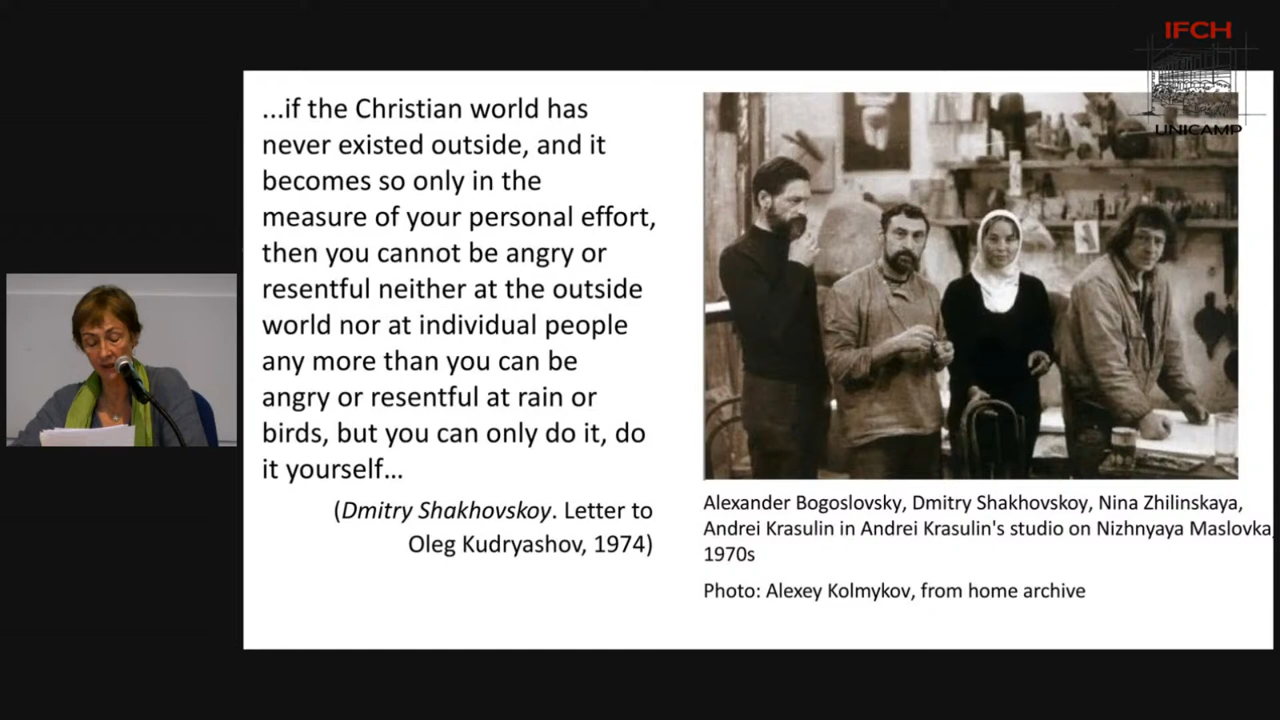 ...if the Christian world has
never existed outside, and it
becomes so only in the
measure of your personal effort,
then you cannot be angry or
resentful neither at the outside
world nor at individual people
any more than you can be
angry or resentful at rain or
birds, but you can only do it, do
it yourself...
(Dmitry Shakhovskoy. Letter to
Oleg Kudryashov, 1974)
IFCH
UNICAMP
Alexander Bogoslovsky, Dmitry Shakhovskoy, Nina Zhilinskaya,
Andrei Krasulin in Andrei Krasulin's studio on Nizhnyaya Maslovka,
1970s
Photo: Alexey Kolmykov, from home archive